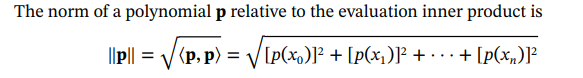 The norm of a polynomial p relative to the evaluation inner product is
‖p‖ = √⟨p, p⟩ = √[p(x₀)]² + [p(x₁)]² + · · · + [p(xₙ)]²